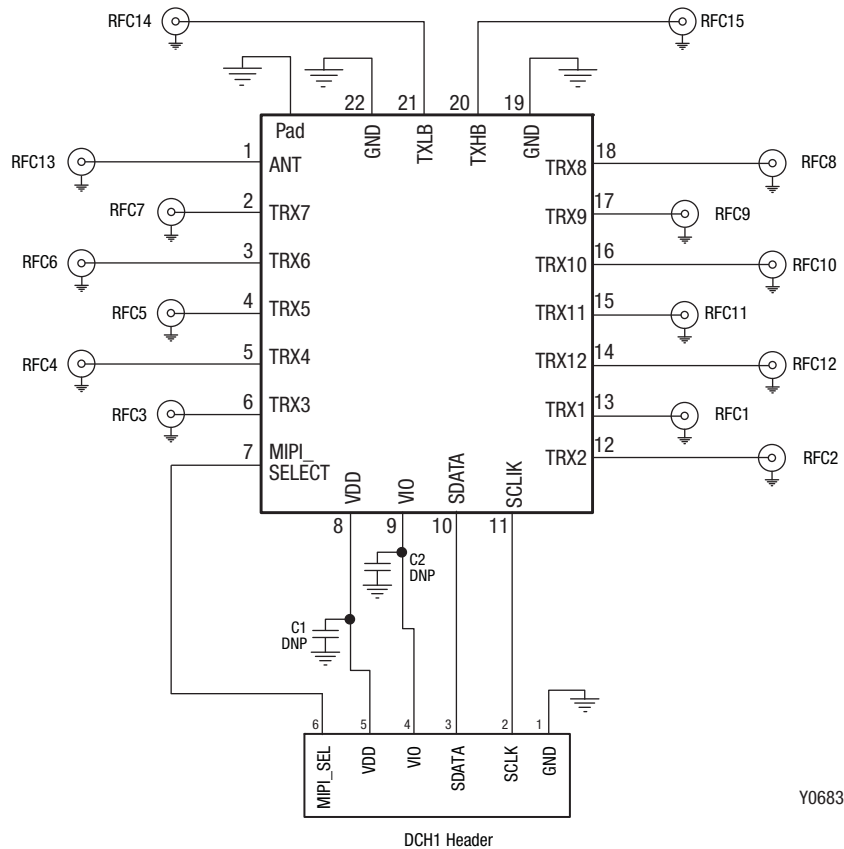 RFC14
RFC15
22
21
20
19
Pad
GND
TXLB
TXHB
GND
RFC13
1
ANT
RFC7
2
TRX7
RFC6
3
TRX6
RFC5
4
TRX5
RFC4
5
TRX4
RFC3
6
TRX3
7
MIPI_
SELECT
18
TRX8
RFC8
17
TRX9
RFC9
16
TRX10
RFC10
15
TRX11
RFC11
14
TRX12
RFC12
13
TRX1
RFC1
12
TRX2
RFC2
VDD
VIO
SDATA
SCLIK
8
9
10
11
C2
DNP
C1
DNP
6
5
4
3
2
1
MIPI_SEL
VDD
VIO
SDATA
SCLK
GND
Y0683
DCH1 Header